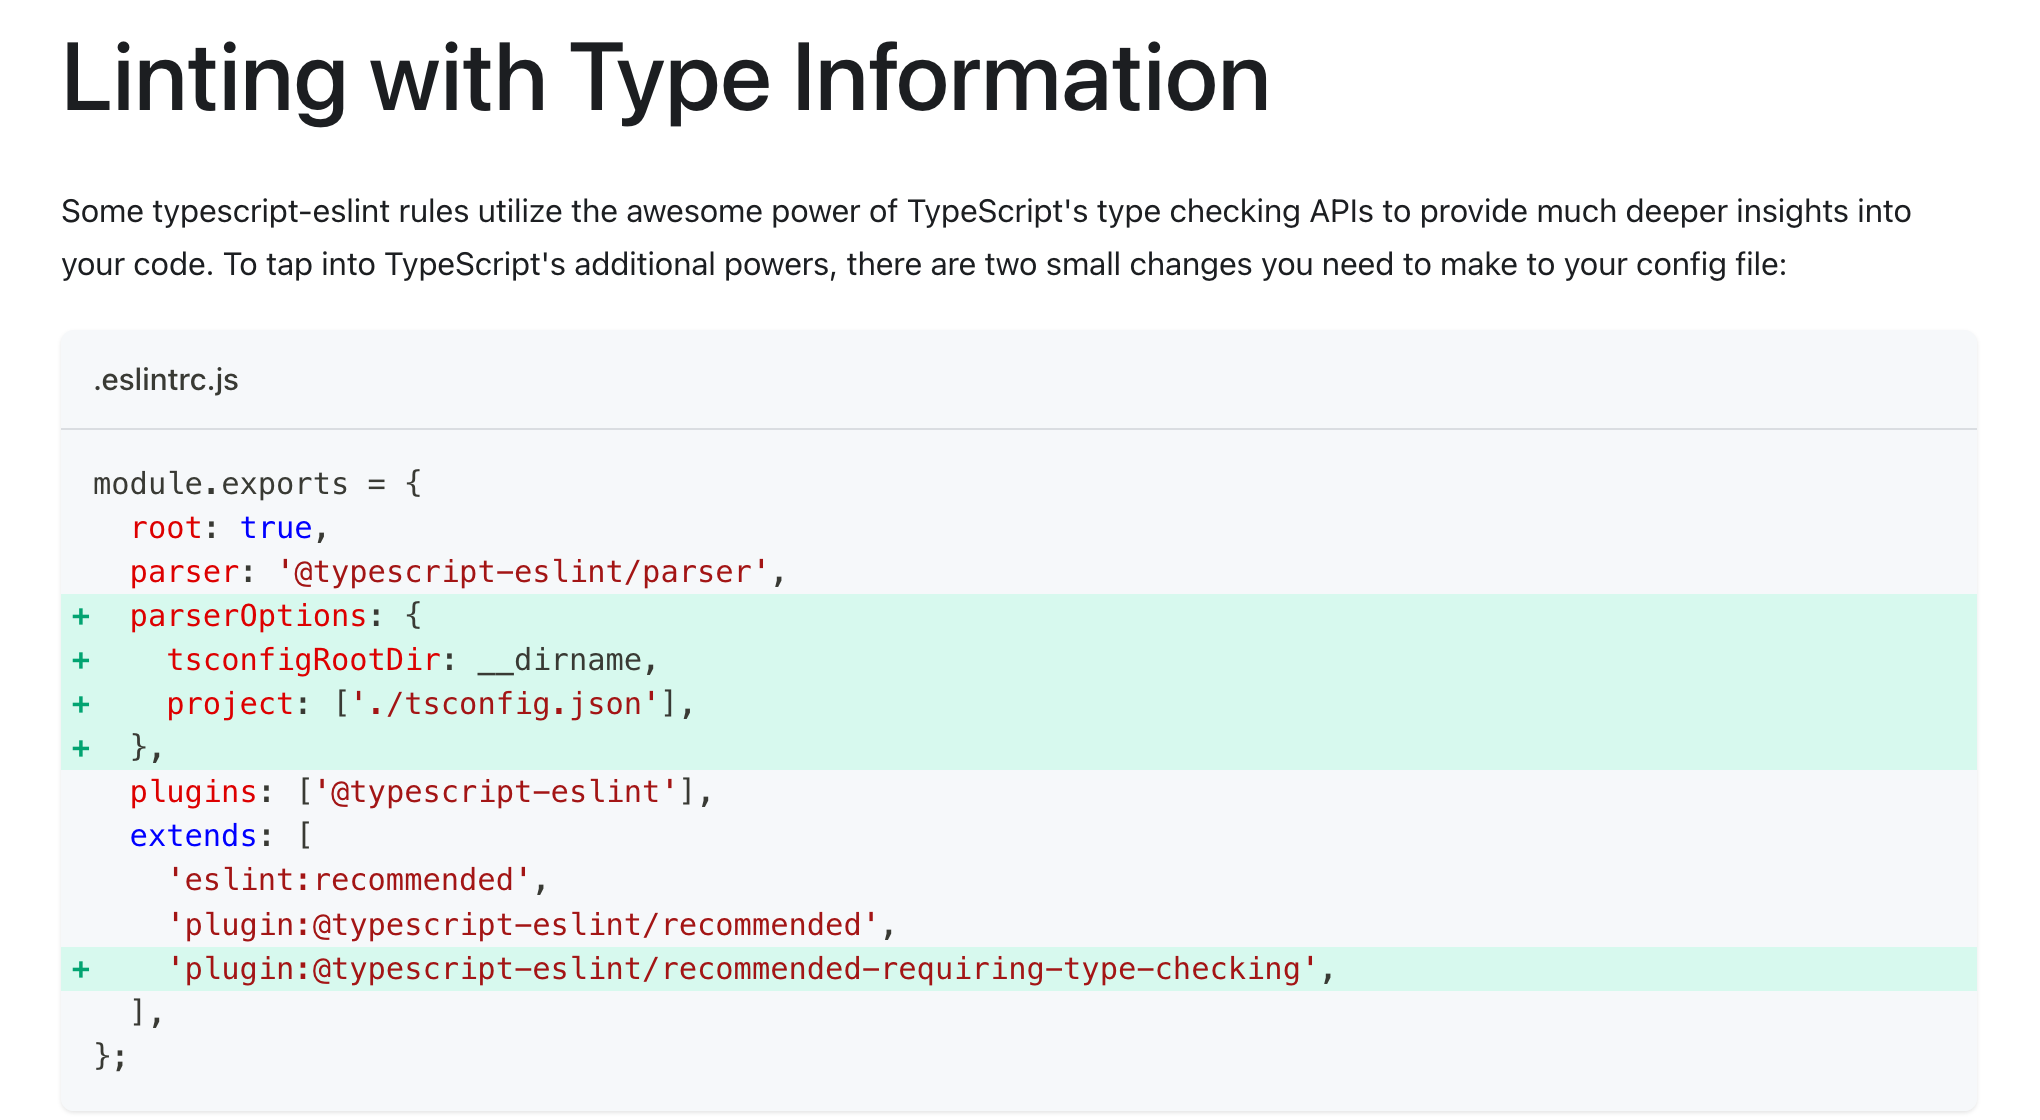 Linting with Type Information
Some typescript-eslint rules utilize the awesome power of TypeScript's type checking APIs to provide much deeper insights into
your code. To tap into TypeScript's additional powers, there are two small changes you need to make to your config file:
.eslintrc.js
module.exports = {
  root: true,
  parser: '@typescript-eslint/parser',
+  parserOptions: {
+    tsconfigRootDir: __dirname,
+    project: ['./tsconfig.json'],
+  },
  plugins: ['@typescript-eslint'],
  extends: [
    'eslint:recommended',
    'plugin:@typescript-eslint/recommended',
+    'plugin:@typescript-eslint/recommended-requiring-type-checking',
  ],
};